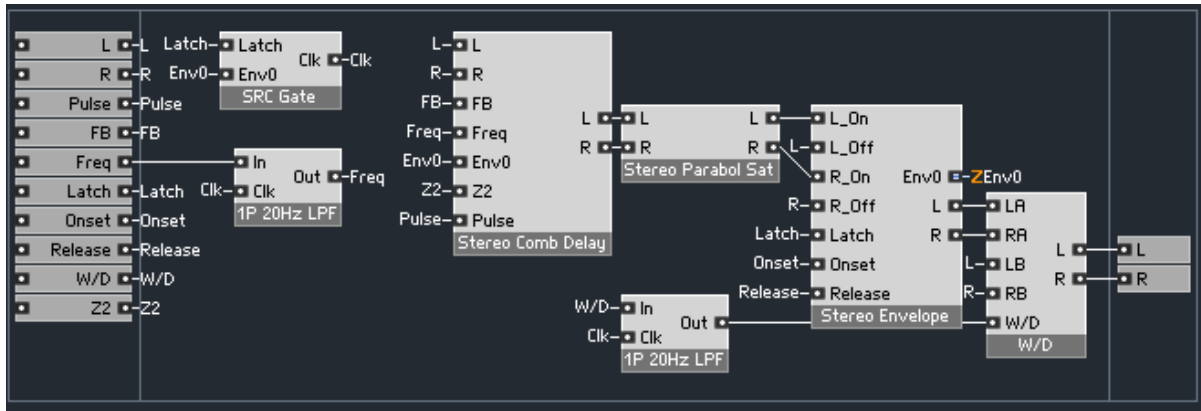 L L Latch Latch Clk Clk
R R Env0 Env0
SRC Gate
Pulse Pulse
FB FB
Freq In Out Freq
Latch Latch Clk Clk
1P 20Hz LPF
Onset Onset
Release Release
W/D W/D
Z2 Z2
L L
R R
FB FB
Freq Freq L
Env0 Env0 R
Z2 Z2
Pulse Pulse
Stereo Comb Delay
L L
R R
Stereo Parabol Sat
L_On
L L_Off
R_On Env0 ZEnv0
R R_Off L
Latch Latch R
Onset Onset
Release Release
Stereo Envelope
W/D In Out
Clk Clk
1P 20Hz LPF
LA
RA L L
L LB R R
R RB
W/D
W/D